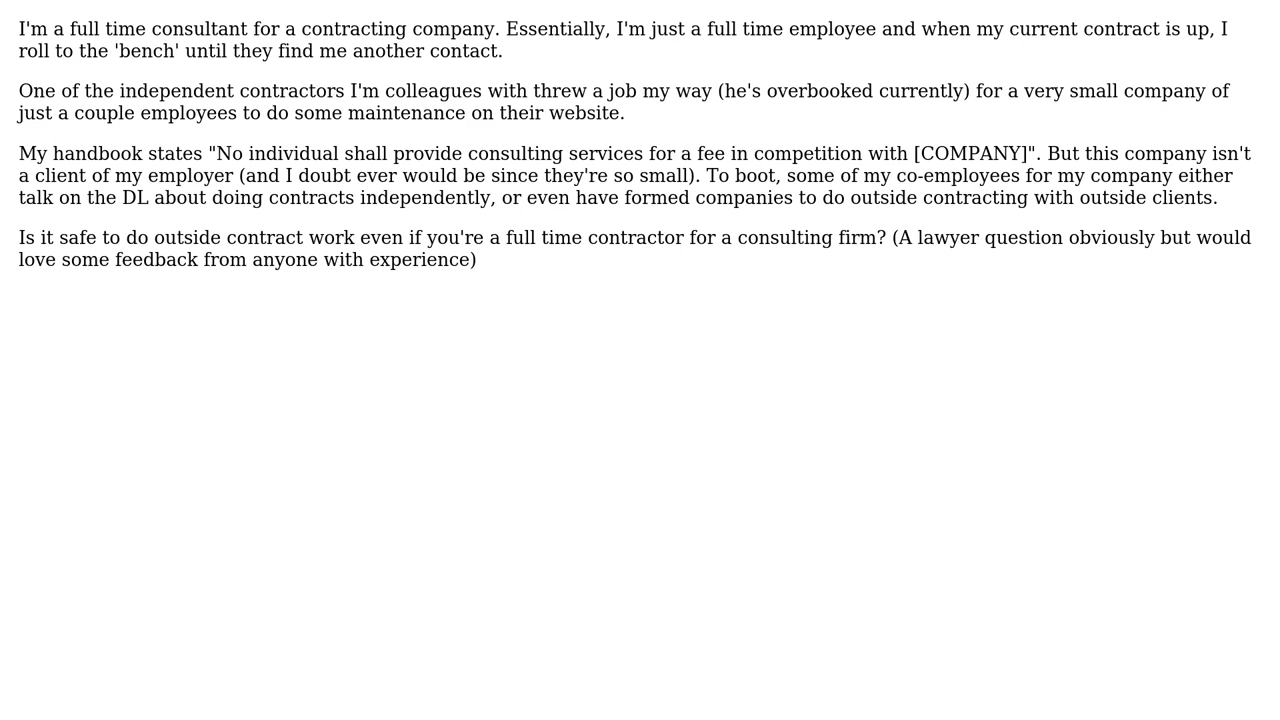 I'm a full time consultant for a contracting company. Essentially, I'm just a full time employee and when my current contract is up, I
roll to the 'bench' until they find me another contact.
One of the independent contractors I'm colleagues with threw a job my way (he's overbooked currently) for a very small company of
just a couple employees to do some maintenance on their website.
My handbook states "No individual shall provide consulting services for a fee in competition with [COMPANY]". But this company isn't
a client of my employer (and I doubt ever would be since they're so small). To boot, some of my co-employees for my company either
talk on the DL about doing contracts independently, or even have formed companies to do outside contracting with outside clients.
Is it safe to do outside contract work even if you're a full time contractor for a consulting firm? (A lawyer question obviously but would
love some feedback from anyone with experience)